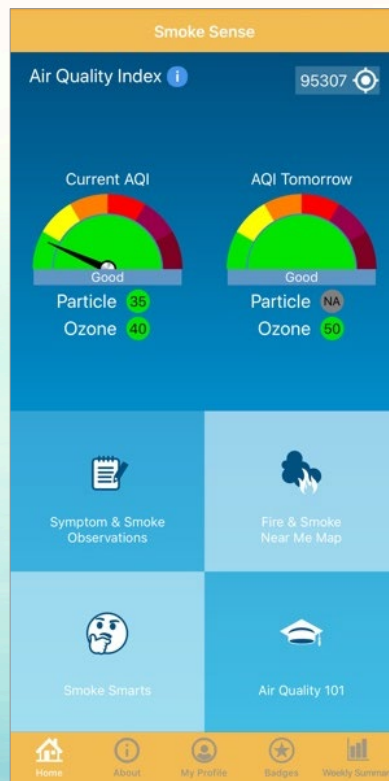 Smoke Sense
Air Quality Index i
95307
Current AQI
Good
Particle 35
Ozone 40
AQI Tomorrow
Good
Particle NA
Ozone 50
Symptom & Smoke
Observations
Fire & Smoke
Near Me Map
Smoke Smarts
Air Quality 101
Home
About
My Profile
Badges
Weekly Summar